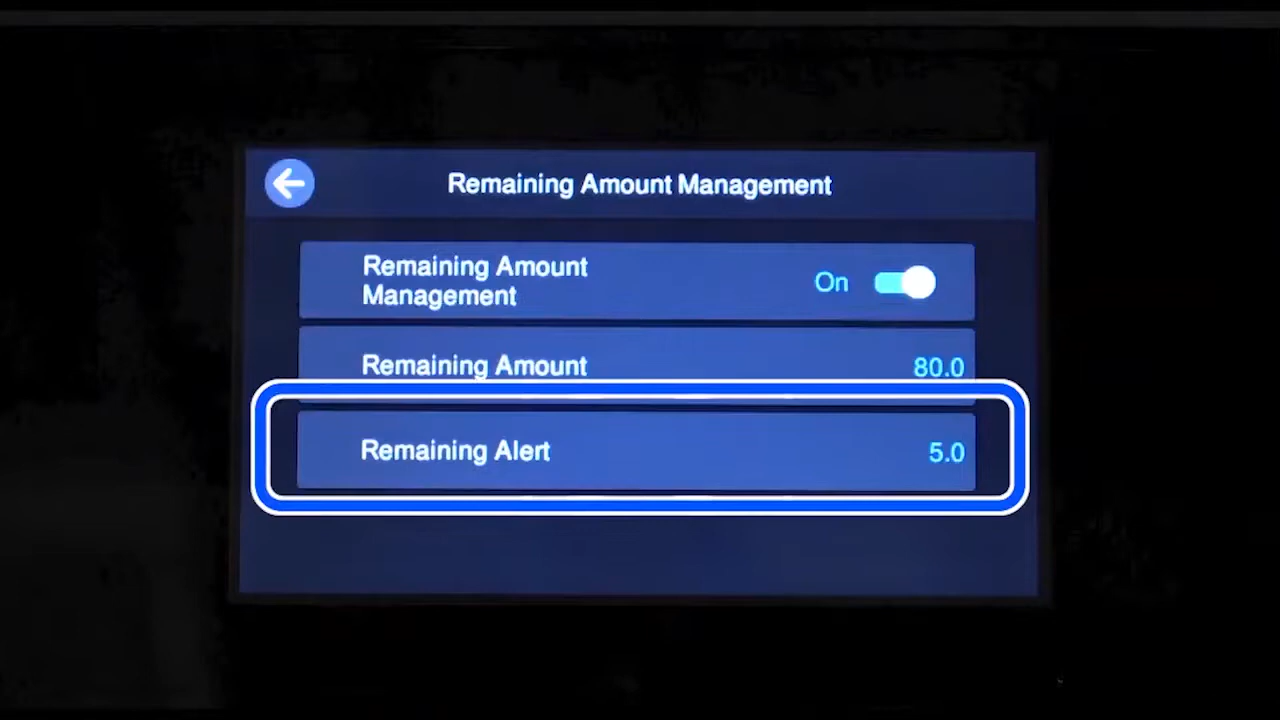 Remaining Amount Management
Remaining Amount
Management
On
Remaining Amount
80.0
Remaining Alert
5.0